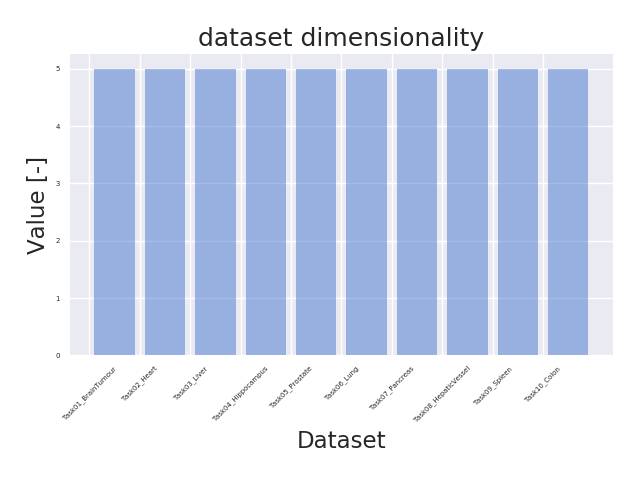 dataset dimensionality
Value [-]
5
4
3
2
1
0
Task01_BrainTumour
Task02_Heart
Task03_Liver
Task04_Hippocampus
Task05_Prostate
Task06_Lung
Task07_Pancreas
Task08_HepaticVessel
Task09_Spleen
Task10_Colon
Dataset